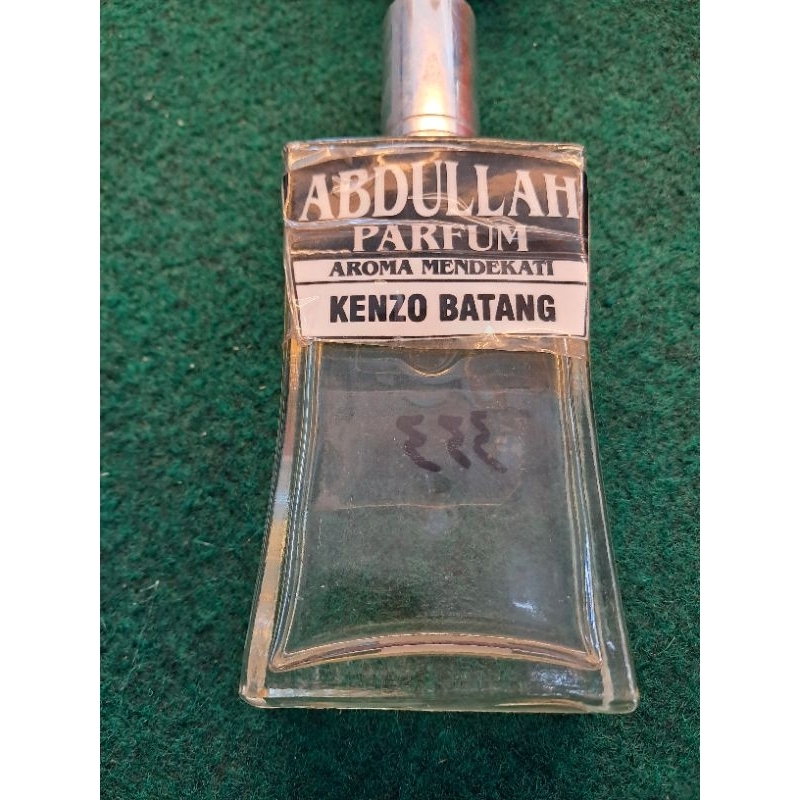 ABDULLAH
PARFUM
AROMA MENDEKATI
KENZO BATANG